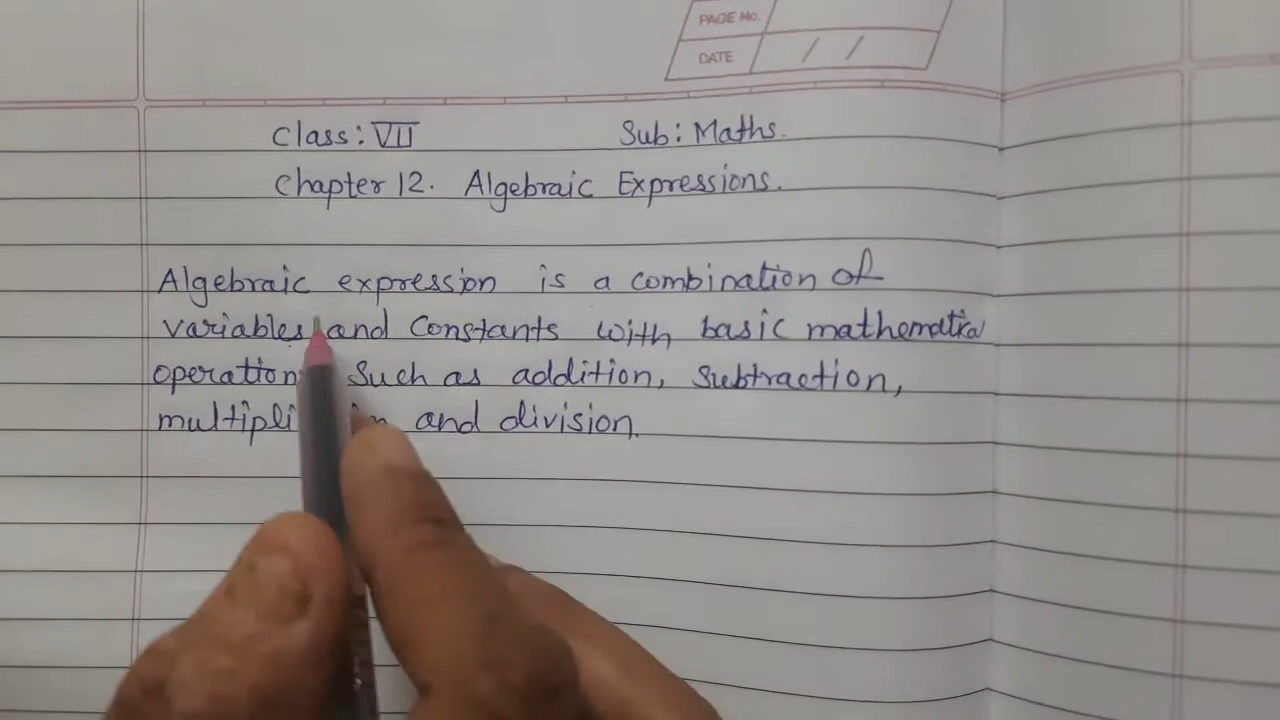 PAGE No.
DATE / /
Class: VII Sub: Maths.
Chapter 12. Algebraic Expressions.
Algebraic expression is a combination of
variables and Constants with basic mathematical
operation Such as addition, Subtraction,
and division.